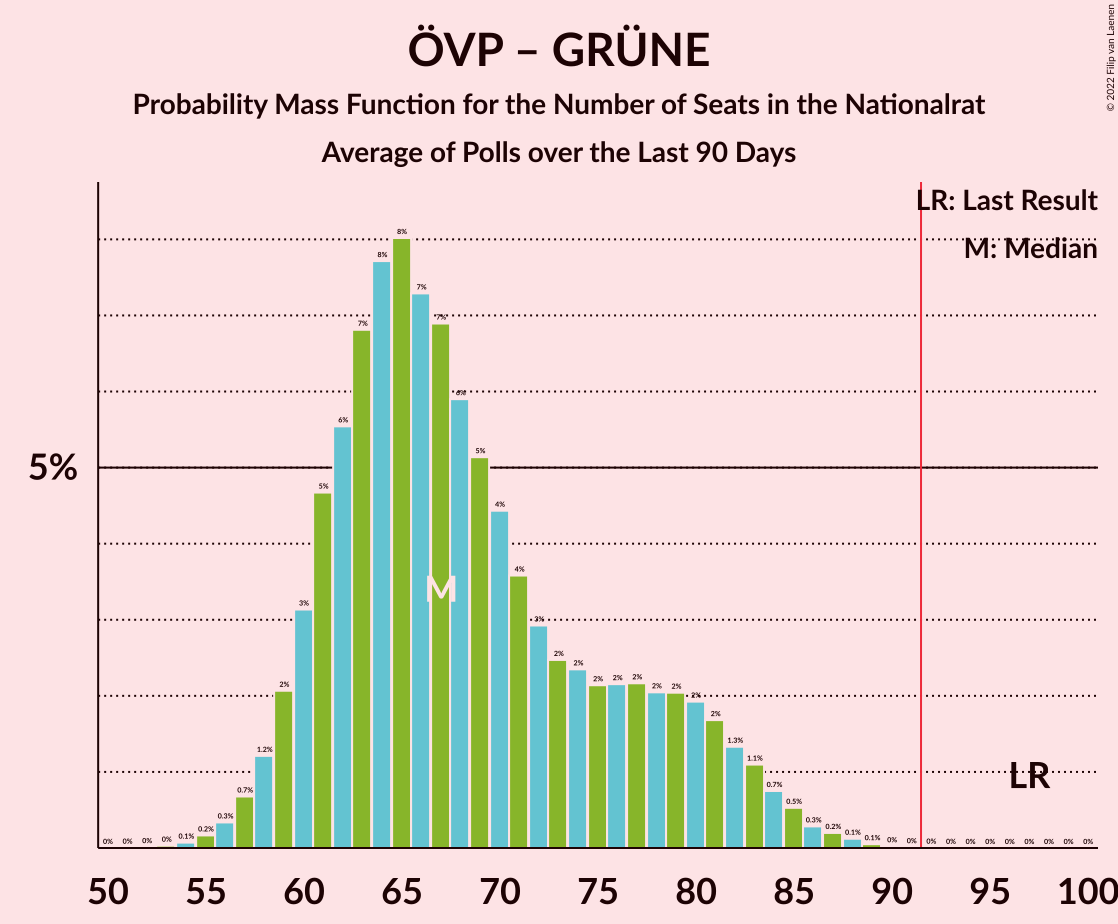 ÖVP – GRÜNE
Probability Mass Function for the Number of Seats in the Nationalrat
Average of Polls over the Last 90 Days
© 2022 Filip van Laenen
LR: Last Result
M: Median
5%
0% 0% 0% 0% 0.1% 0.2% 0.3% 0.7% 1.2% 2% 3% 5% 6% 7% 8% 8% 7% 7% 6% 5% 4% 4% 3% 2% 2% 2% 2% 2% 2% 2% 2% 2% 1.3% 1.1% 0.7% 0.5% 0.3% 0.2% 0.1% 0.1% 0% 0% 0% 0% 0% 0% 0% 0% 0% 0% 0%
M
LR
50 55 60 65 70 75 80 85 90 95 100